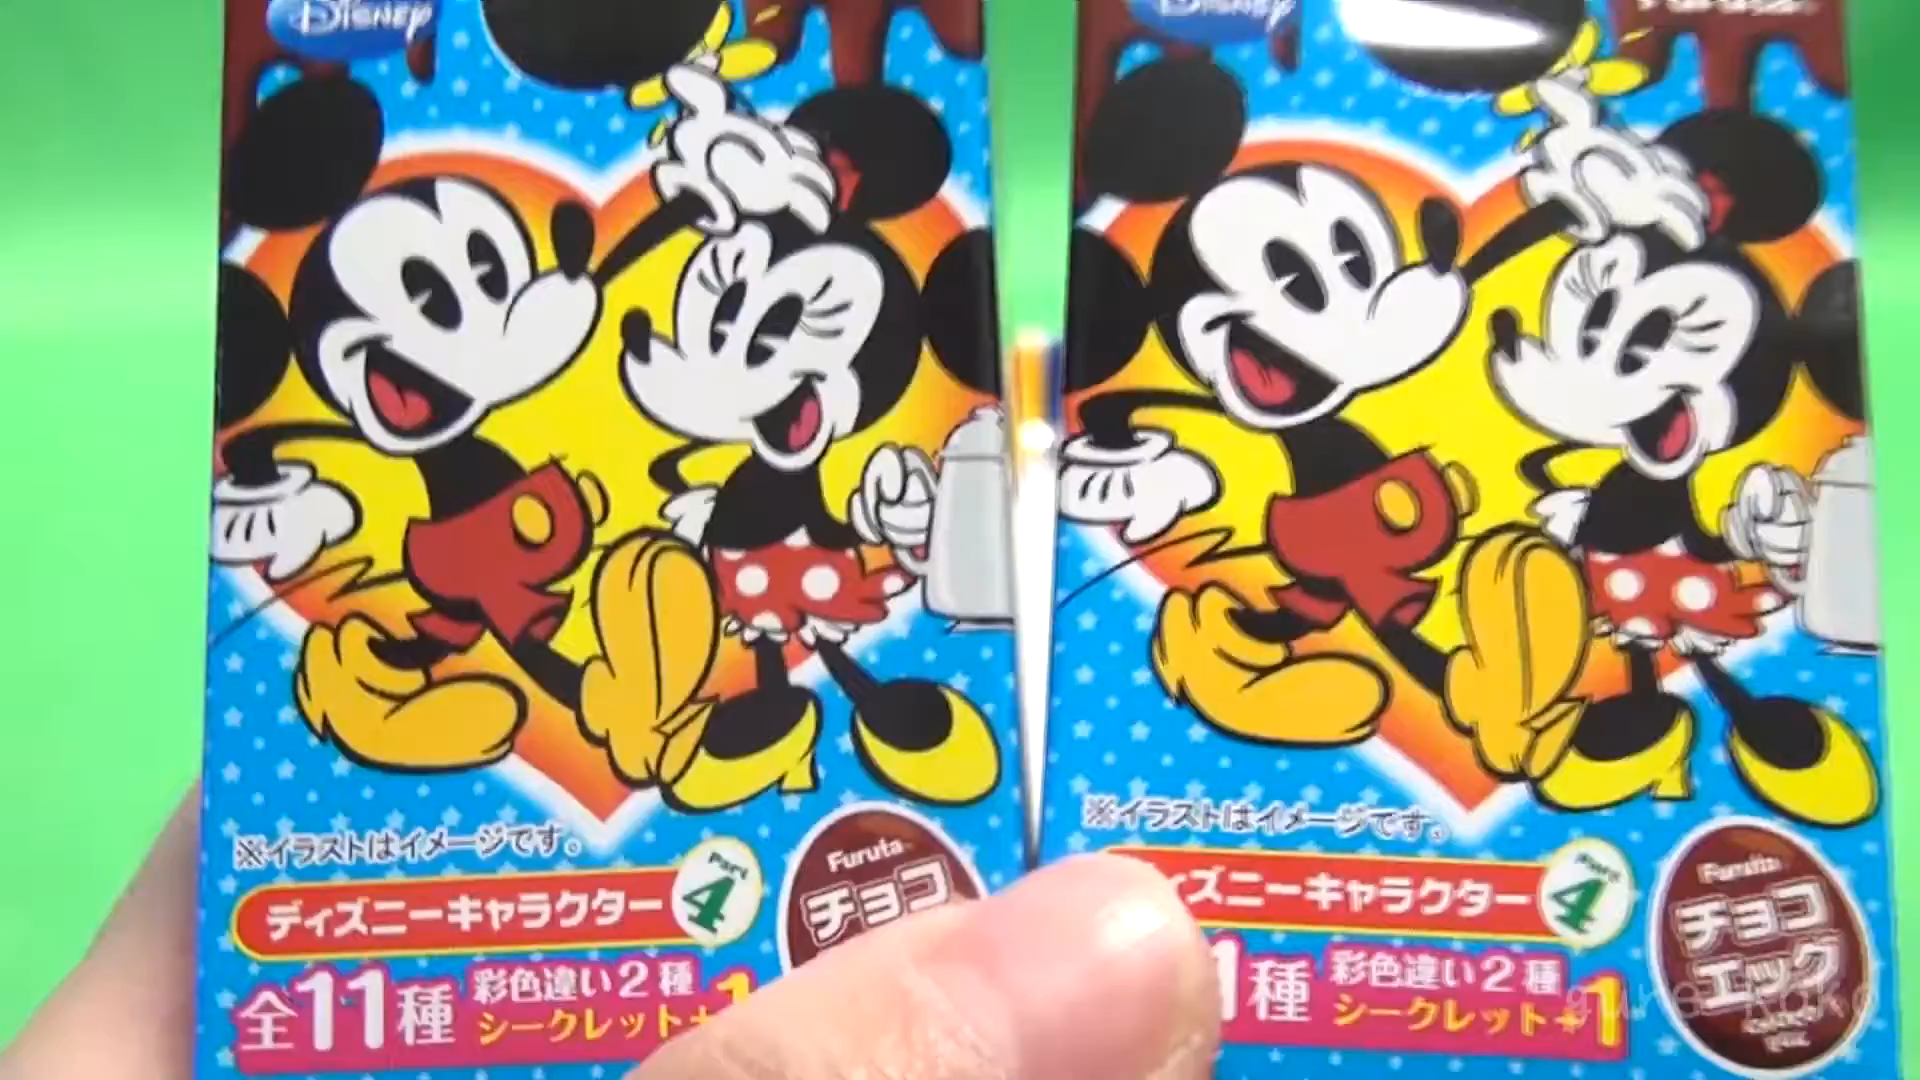 Disney
Disney
※イラストはイメージです。
ディズニーキャラクター
Part
4
Furuta
チョコ
全11種
彩色違い2種
シークレット+1
※イラストはイメージです。
ィズニーキャラクター
Part
4
Furuta
チョコ
エッグ
1種
彩色違い2種
シークレット+1